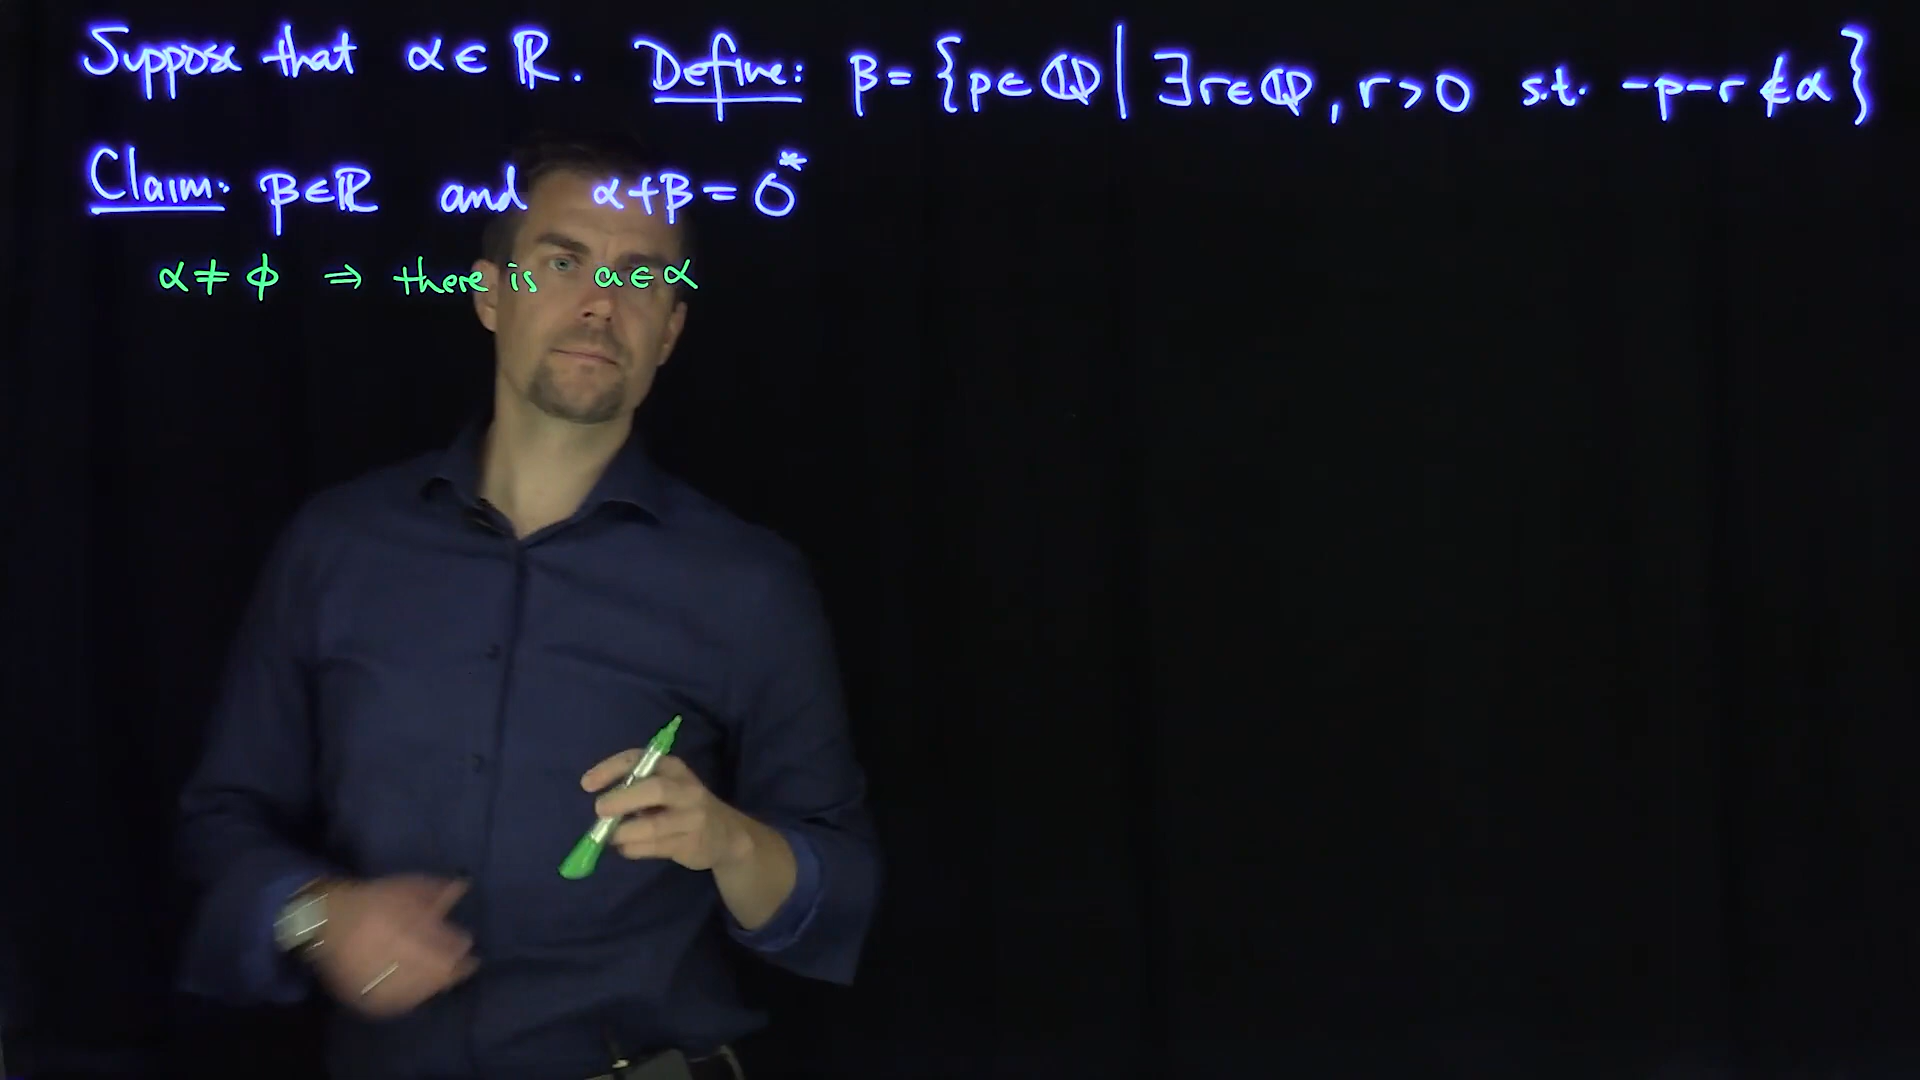 Suppose that α ∈ ℝ. Define: β = {p ∈ ℚ | ∃ r ∈ ℚ, r > 0 s.t. -p-r ∉ α}
Claim: β ∈ ℝ and α + β = 0*
α ≠ ϕ ⇒ there is a ∈ α